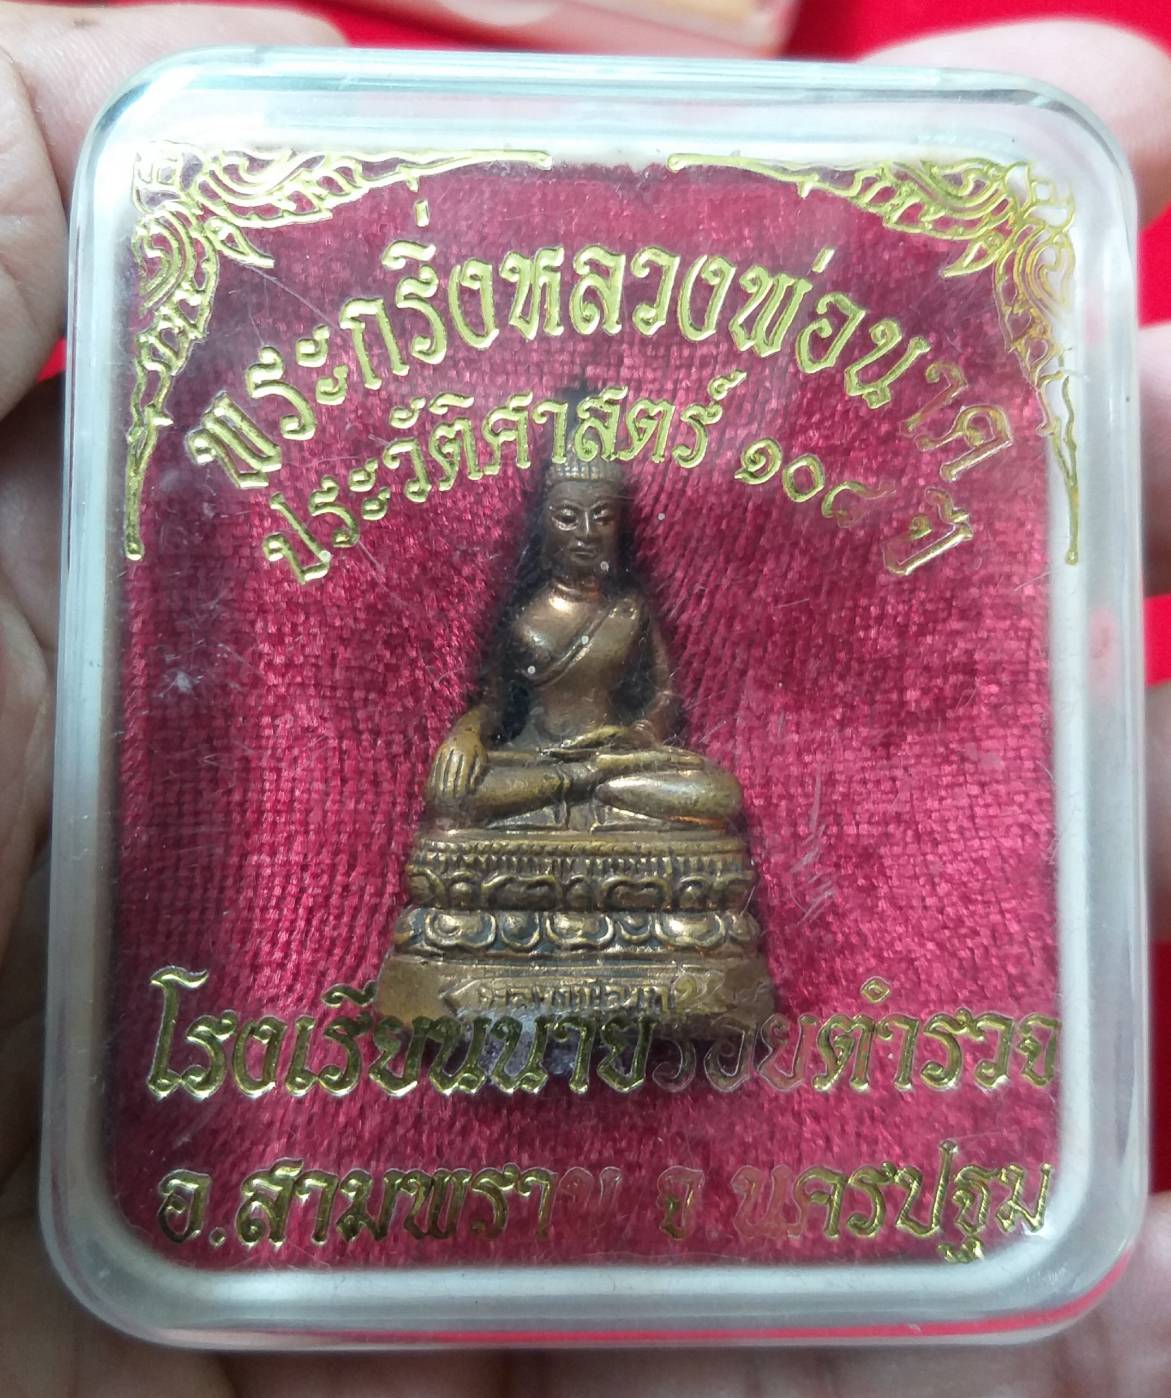 พระกริ่งหลวงพ่อนาค
ประวัติศาสตร์ ๑๐๘ ปี
โรงเรียนนายร้อยตำรวจ
อ.สามพราน จ.นครปฐม